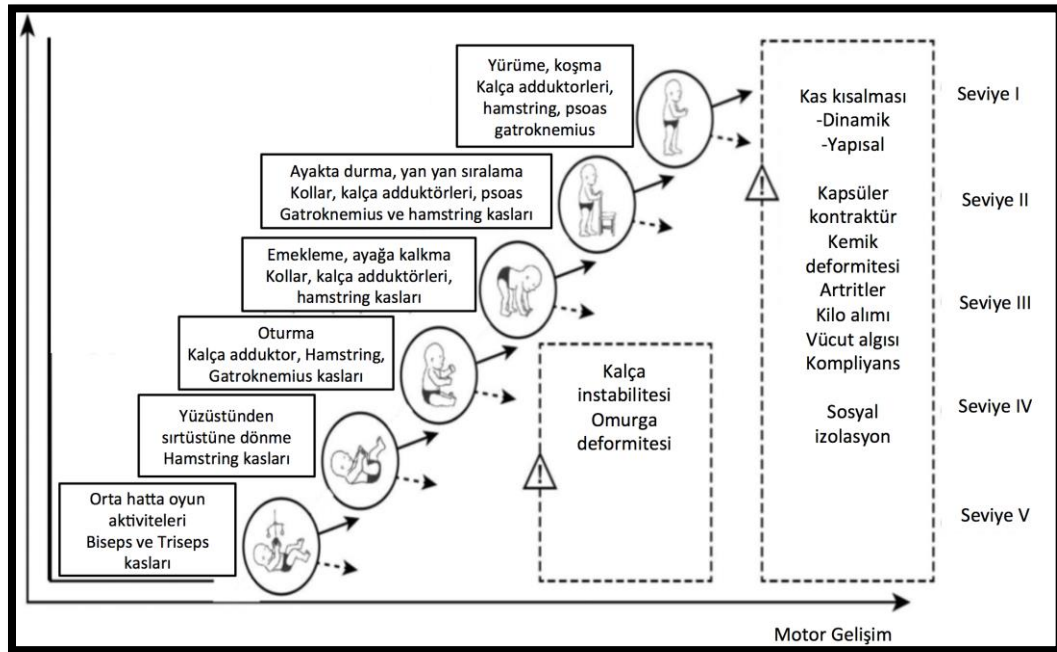 Yürüme, koşma
Kalça adduktorleri,
hamstring, psoas
gatroknemius
Ayakta durma, yan yan sıralama
Kollar, kalça adduktörleri, psoas
Gatroknemius ve hamstring kasları
Emekleme, ayağa kalkma
Kollar, kalça adduktörleri,
hamstring kasları
Oturma
Kalça adduktor, Hamstring,
Gatroknemius kasları
Yüzüstünden
sırtüstüne dönme
Hamstring kasları
Orta hatta oyun
aktiviteleri
Biseps ve Triseps
kasları
Kalça
instabilitesi
Omurga
deformitesi
!
Kas kısalması
-Dinamik
-Yapısal
Kapsüler
kontraktür
Kemik
deformitesi
Artritler
Kilo alımı
Vücut algısı
Kompliyans
Sosyal
izolasyon
!
Seviye I
Seviye II
Seviye III
Seviye IV
Seviye V
Motor Gelişim